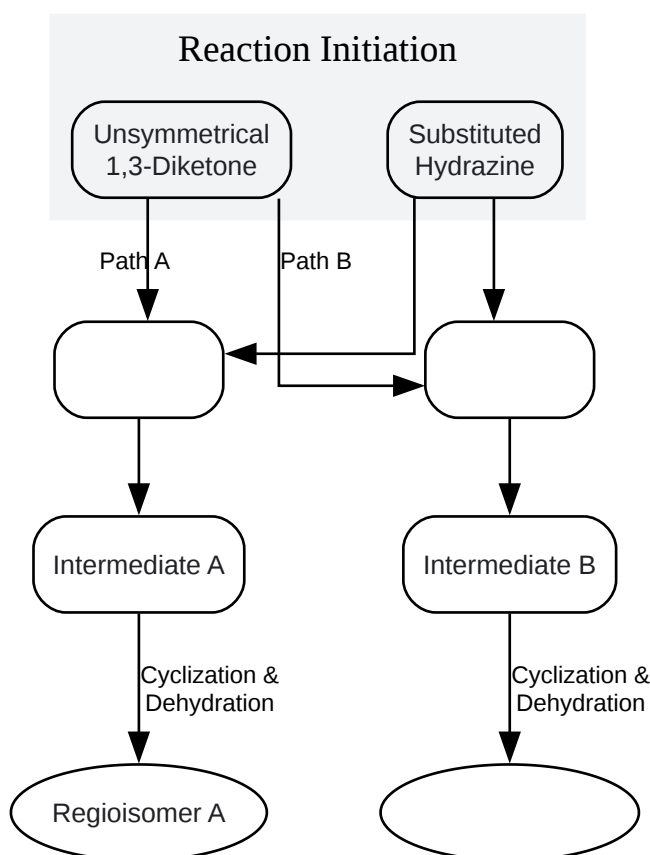 Reaction Initiation
Unsymmetrical
1,3-Diketone
Substituted
Hydrazine
Path A
Path B
Intermediate A
Intermediate B
Cyclization &
Dehydration
Cyclization &
Dehydration
Regioisomer A